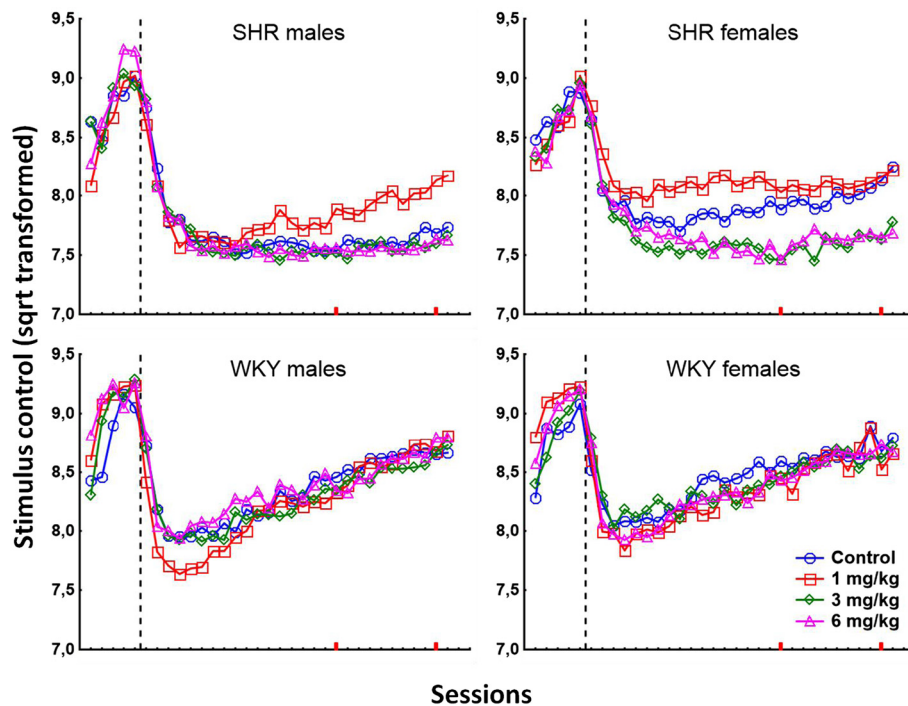 Stimulus control (sqrt transformed)
SHR males
9,5
9,0
8,5
8,0
7,5
7,0
SHR females
9,5
9,0
8,5
8,0
7,5
7,0
WKY males
9,5
9,0
8,5
8,0
7,5
7,0
WKY females
9,5
9,0
8,5
8,0
7,5
7,0
Control
1 mg/kg
3 mg/kg
6 mg/kg
Sessions